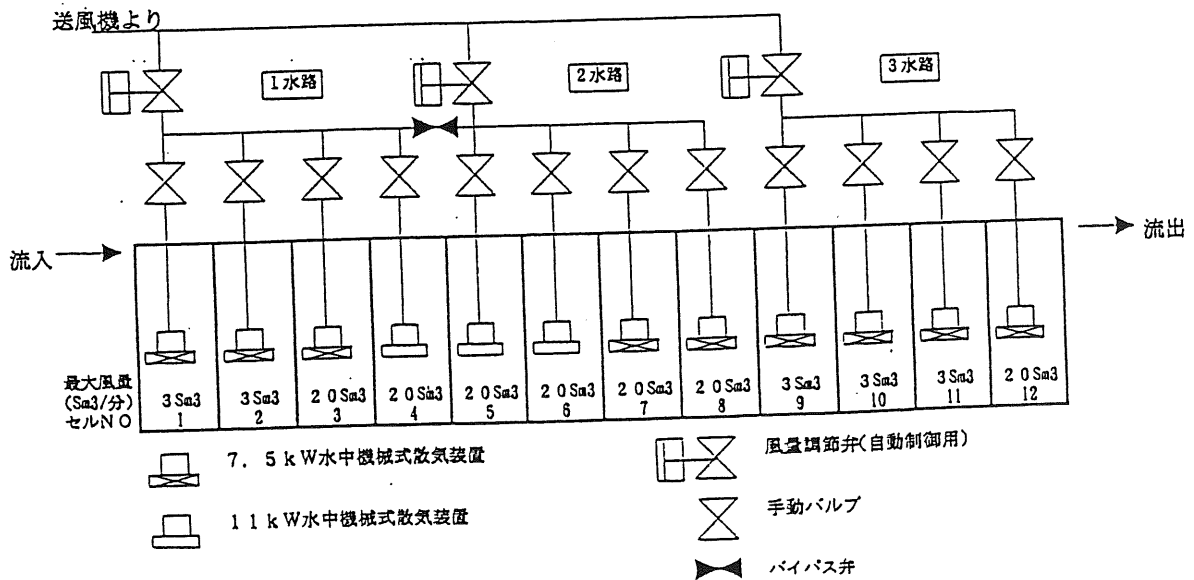 送風機より
1水路
2水路
3水路
流入
流出
最大風量
(Sm3/分)
セルNO
3Sm3
1
3Sm3
2
20Sm3
3
20Sm3
4
20Sm3
5
20Sm3
6
20Sm3
7
20Sm3
8
3Sm3
9
3Sm3
10
3Sm3
11
20Sm3
12
7.5kW水中機械式散気装置
11kW水中機械式散気装置
風量調節弁(自動制御用)
手動バルブ
バイパス弁